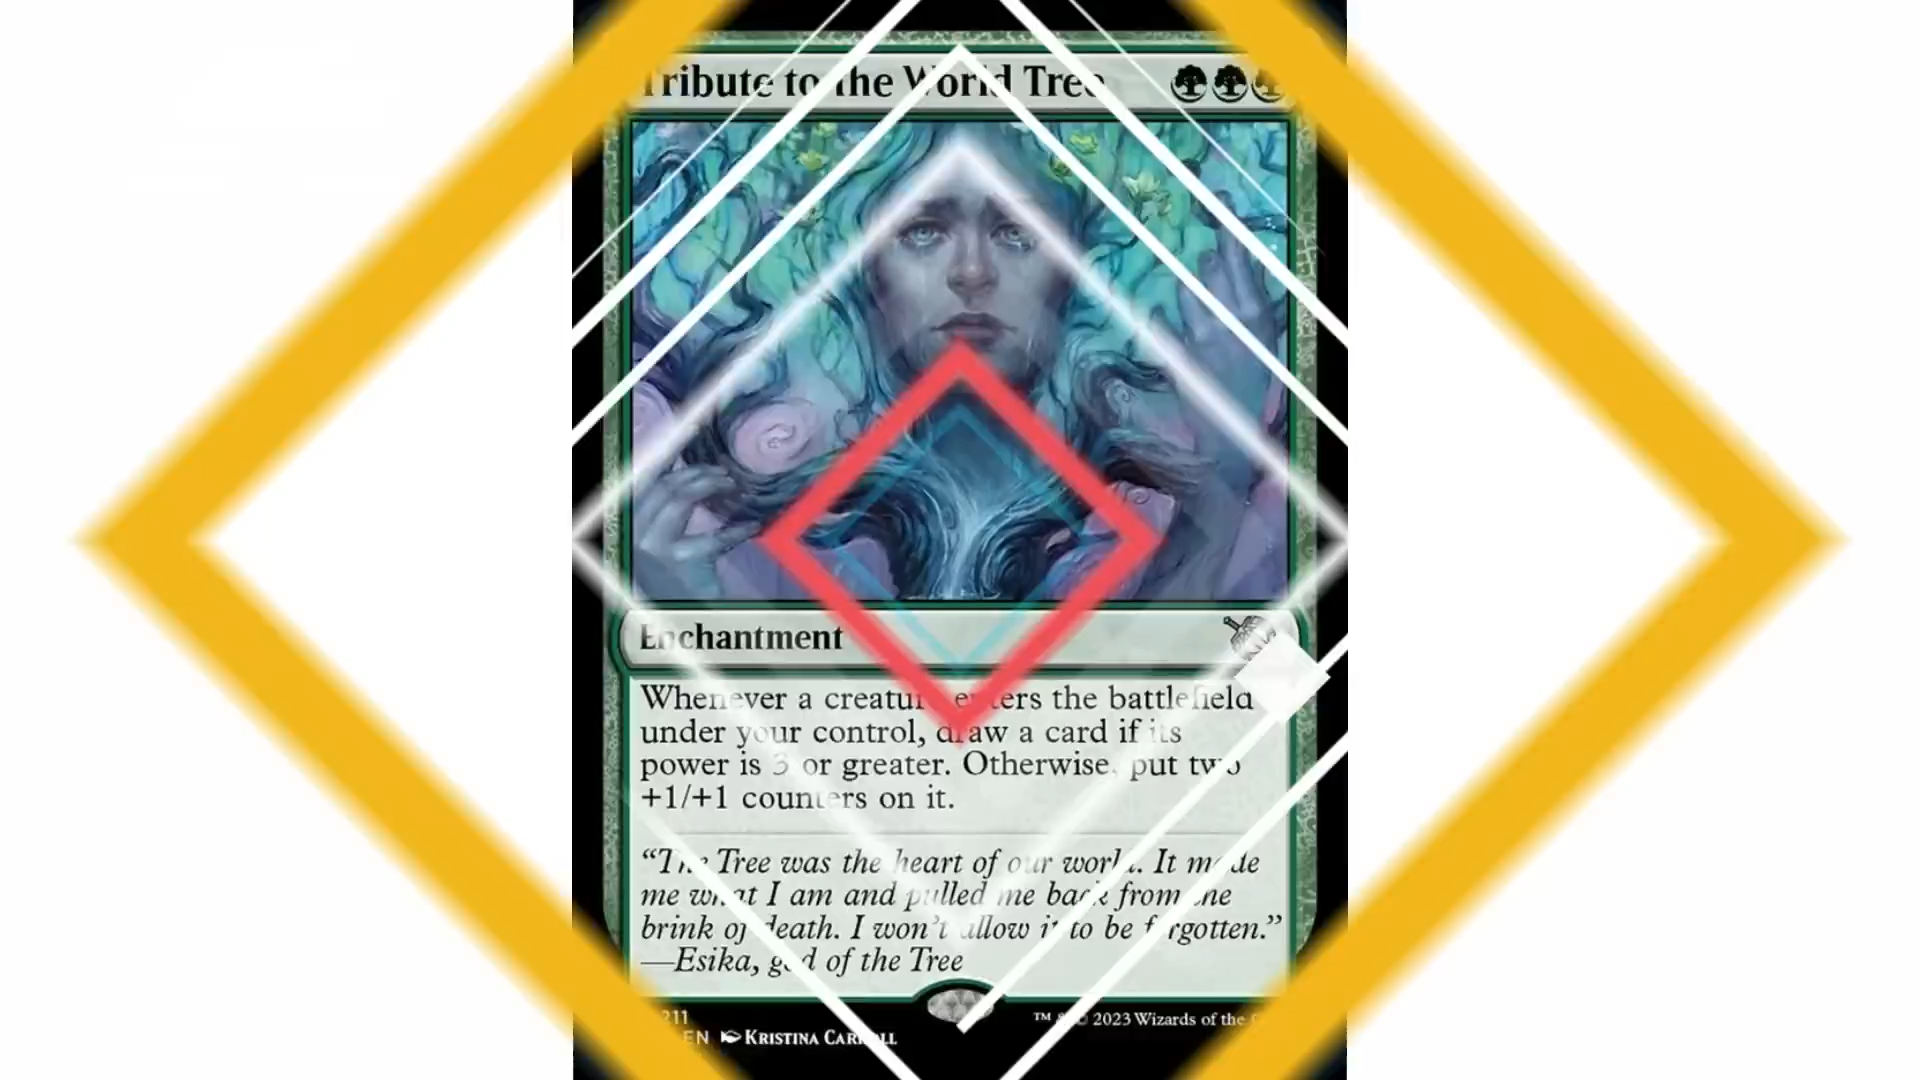 Tribute to the World Tree
Enchantment
Whenever a creature enters the battlefield
under your control, draw a card if its
power is 3 or greater. Otherwise, put two
+1/+1 counters on it.
“The Tree was the heart of our world. It made
me what I am and pulled me back from the
brink of death. I won’t allow it to be forgotten.”
—Esika, god of the Tree
211
EN KRISTINA CARROLL
™ & © 2023 Wizards of the